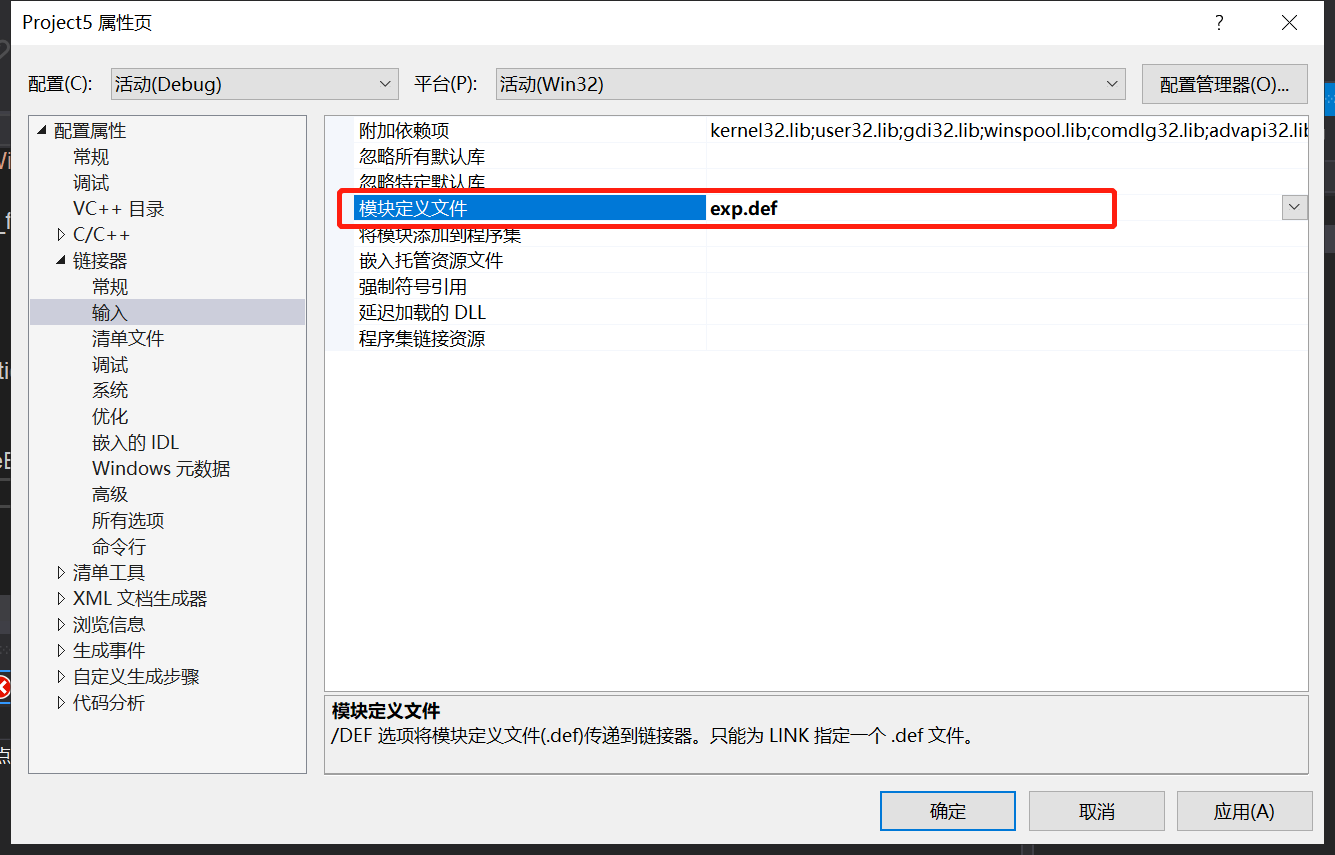 Project5 属性页
?
配置(C):
活动(Debug)
平台(P):
活动(Win32)
配置管理器(O)...
配置属性
常规
调试
VC++ 目录
C/C++
链接器
常规
输入
清单文件
调试
系统
优化
嵌入的 IDL
Windows 元数据
高级
所有选项
命令行
清单工具
XML 文档生成器
浏览信息
生成事件
自定义生成步骤
代码分析
附加依赖项 kernel32.lib;user32.lib;gdi32.lib;winspool.lib;comdlg32.lib;advapi32.lib
忽略所有默认库
忽略特定默认库
模块定义文件 exp.def
将模块添加到程序集
嵌入托管资源文件
强制符号引用
延迟加载的 DLL
程序集链接资源
模块定义文件
/DEF 选项将模块定义文件(.def)传递到链接器。只能为 LINK 指定一个 .def 文件。
确定
取消
应用(A)